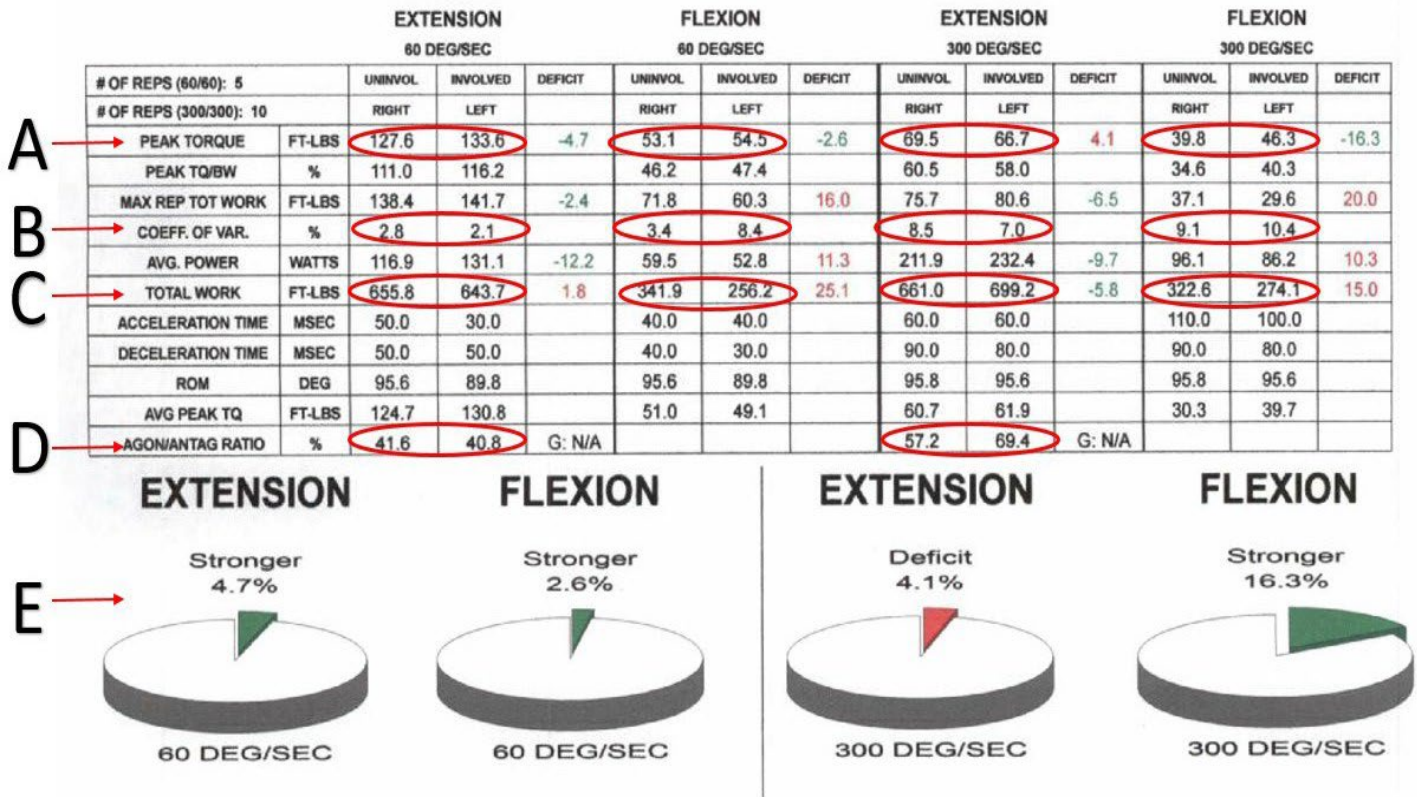 EXTENSION FLEXION EXTENSION FLEXION
60 DEG/SEC 60 DEG/SEC 300 DEG/SEC 300 DEG/SEC
# OF REPS (60/60): 5 UNINVOL INVOLVED DEFICIT UNINVOL INVOLVED DEFICIT UNINVOL INVOLVED DEFICIT UNINVOL INVOLVED DEFICIT
# OF REPS (300/300): 10 RIGHT LEFT RIGHT LEFT RIGHT LEFT RIGHT LEFT
A PEAK TORQUE FT-LBS 127.6 133.6 -4.7 53.1 54.5 -2.6 69.5 66.7 4.1 39.8 46.3 -16.3
PEAK TQ/BW % 111.0 116.2 46.2 47.4 60.5 58.0 34.6 40.3
MAX REP TOT WORK FT-LBS 138.4 141.7 -2.4 71.8 60.3 16.0 75.7 80.6 -6.5 37.1 29.6 20.0
B COEFF. OF VAR. % 2.8 2.1 3.4 8.4 8.5 7.0 9.1 10.4
AVG. POWER WATTS 116.9 131.1 -12.2 59.5 52.8 11.3 211.9 232.4 -9.7 96.1 86.2 10.3
C TOTAL WORK FT-LBS 655.8 643.7 1.8 341.9 256.2 25.1 661.0 699.2 -5.8 322.6 274.1 15.0
ACCELERATION TIME MSEC 50.0 30.0 40.0 40.0 60.0 60.0 110.0 100.0
DECELERATION TIME MSEC 50.0 50.0 40.0 30.0 90.0 80.0 90.0 80.0
ROM DEG 95.6 89.8 95.6 89.8 95.8 95.6 95.8 95.6
AVG PEAK TQ FT-LBS 124.7 130.8 51.0 49.1 60.7 61.9 30.3 39.7
D AGON/ANTAG RATIO % 41.6 40.8 G: N/A 57.2 69.4 G: N/A
EXTENSION FLEXION EXTENSION FLEXION
Stronger Stronger Deficit Stronger
4.7% 2.6% 4.1% 16.3%
E
60 DEG/SEC 60 DEG/SEC 300 DEG/SEC 300 DEG/SEC